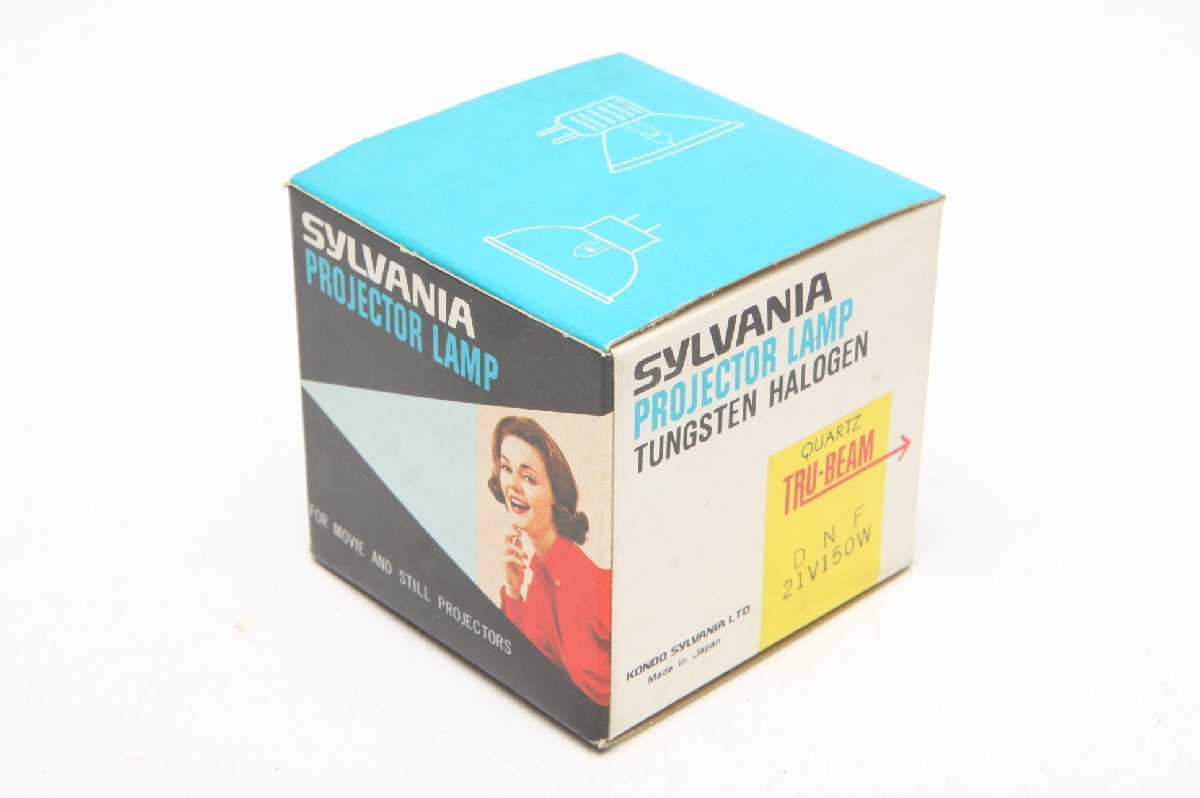 SYLVANIA
PROJECTOR LAMP
FOR MOVIE AND STILL PROJECTORS
SYLVANIA
PROJECTOR LAMP
TUNGSTEN HALOGEN
QUARTZ
TRU-BEAM
D N F
21V150W
KONDO SYLVANIA LTD
Made in Japan